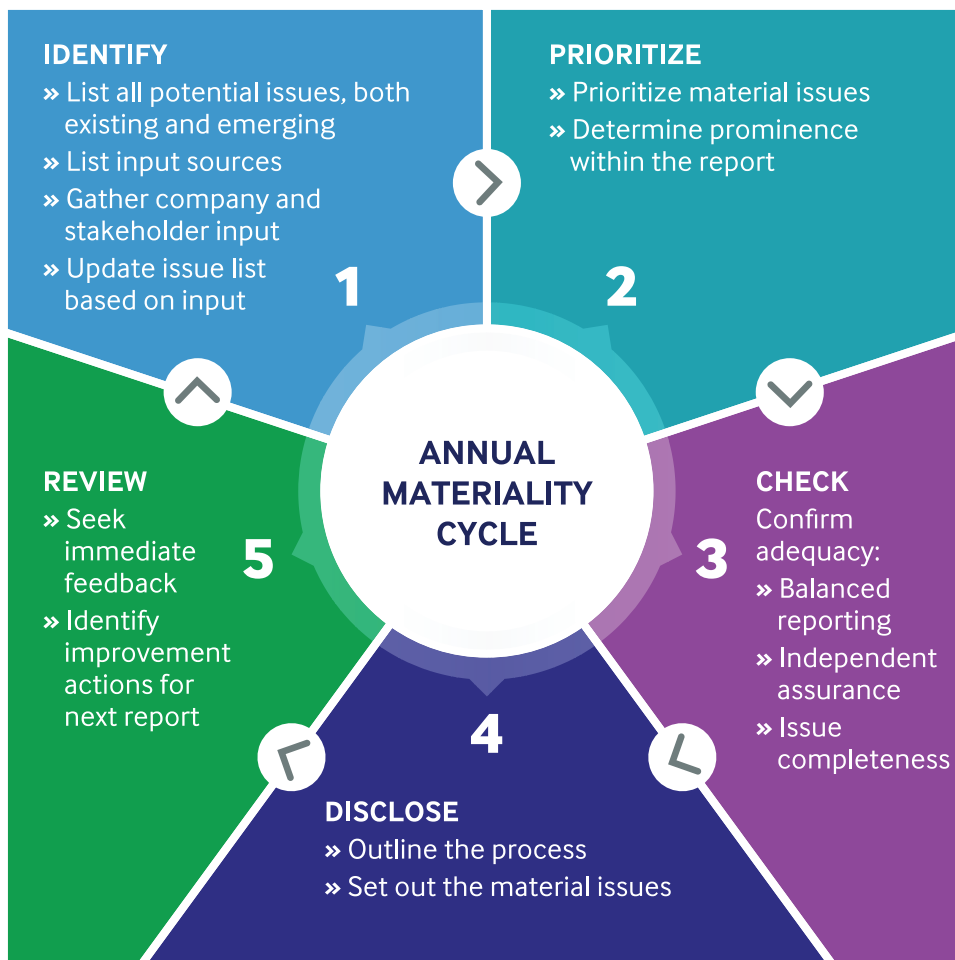 IDENTIFY
» List all potential issues, both
existing and emerging
» List input sources
» Gather company and
stakeholder input
» Update issue list
based on input
1
PRIORITIZE
» Prioritize material issues
» Determine prominence
within the report
2
ANNUAL
MATERIALITY
CYCLE
CHECK
Confirm
adequacy:
» Balanced
reporting
» Independent
assurance
» Issue
completeness
3
4
DISCLOSE
» Outline the process
» Set out the material issues
REVIEW
» Seek
immediate
feedback
» Identify
improvement
actions for
next report
5